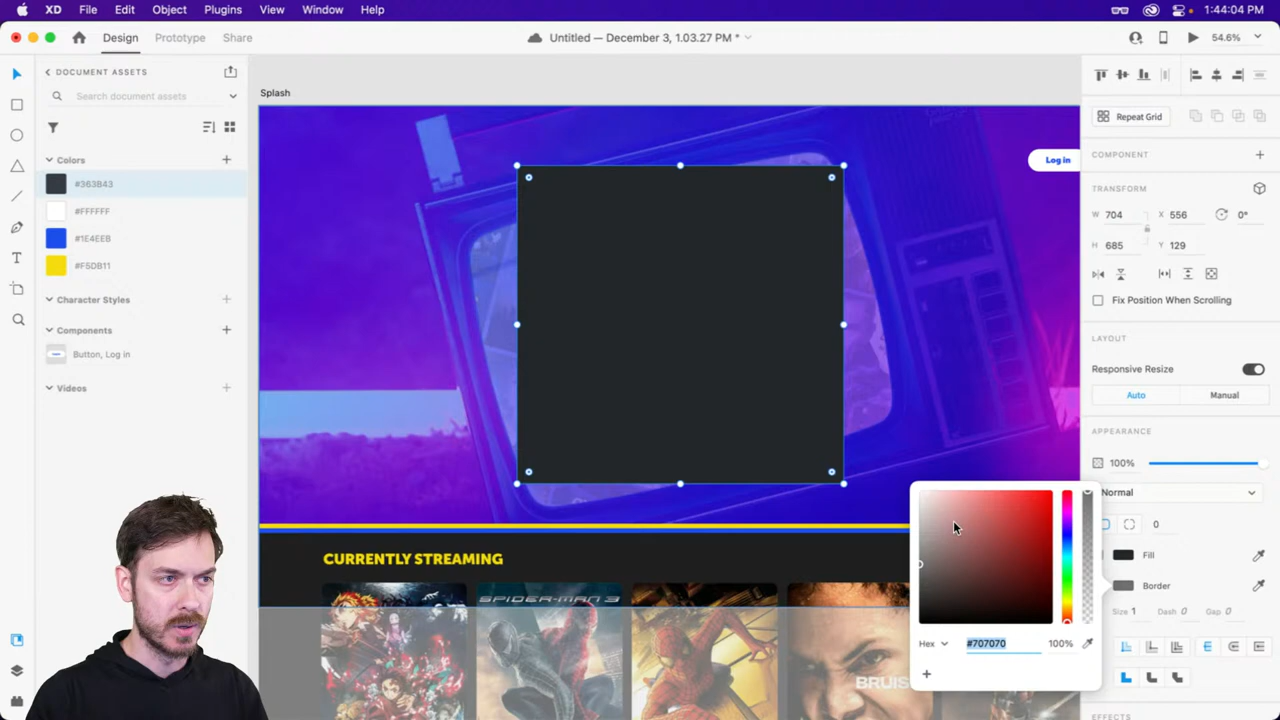 XD File Edit Object Plugins View Window Help 1:44:04 PM
Design Prototype Share Untitled — December 3, 1.03.27 PM * 54.6%
DOCUMENT ASSETS
Search document assets
Colors
#363B43
#FFFFFF
#1E4EEB
#F5DB11
Character Styles
Components
Button, Log in
Videos
Splash
Log in
CURRENTLY STREAMING
SPIDER-MAN 3
BRUIS
Repeat Grid
COMPONENT
TRANSFORM
W 704 X 556 0°
H 685 Y 129
Fix Position When Scrolling
LAYOUT
Responsive Resize
Auto Manual
APPEARANCE
100%
Normal
0
Fill
Border
Size 1 Dash 0 Gap 0
Hex #707070 100%
EFFECTS